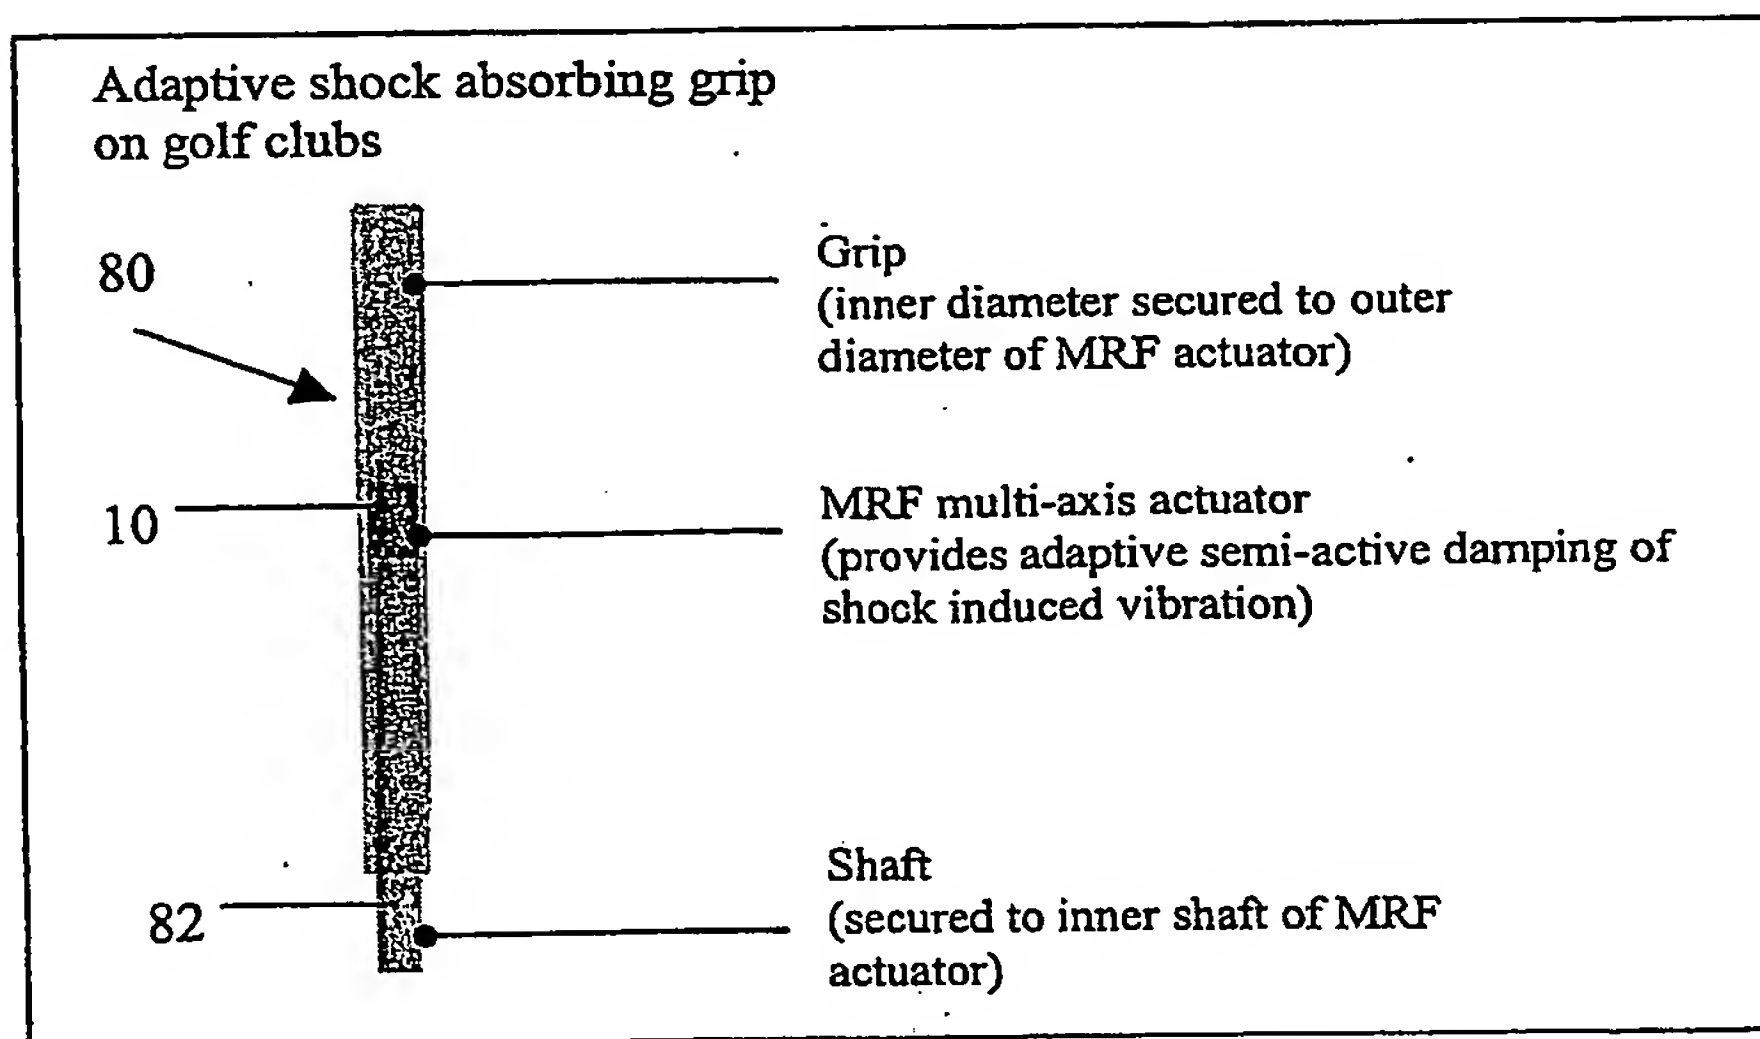 Adaptive shock absorbing grip
on golf clubs
80
Grip
(inner diameter secured to outer
diameter of MRF actuator)
10
MRF multi-axis actuator
(provides adaptive semi-active damping of
shock induced vibration)
82
Shaft
(secured to inner shaft of MRF
actuator)